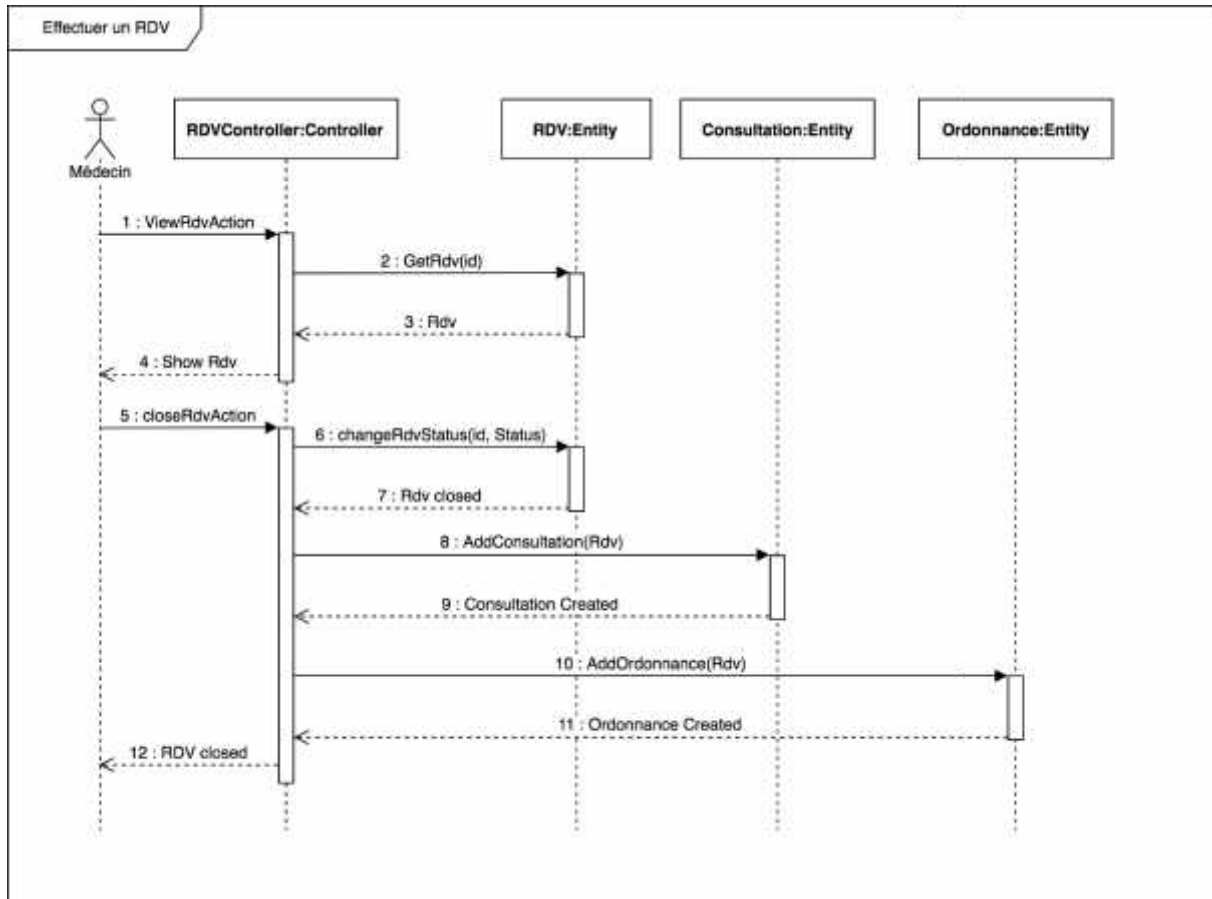 Effectuer un RDV
RDVController:Controller
RDV:Entity
Consultation:Entity
Ordonnance:Entity
Médecin
1 : ViewRdvAction
2 : GetRdv(id)
3 : Rdv
4 : Show Rdv
5 : closeRdvAction
6 : changeRdvStatus(id, Status)
7 : Rdv closed
8 : AddConsultation(Rdv)
9 : Consultation Created
10 : AddOrdonnance(Rdv)
11 : Ordonnance Created
12 : RDV closed